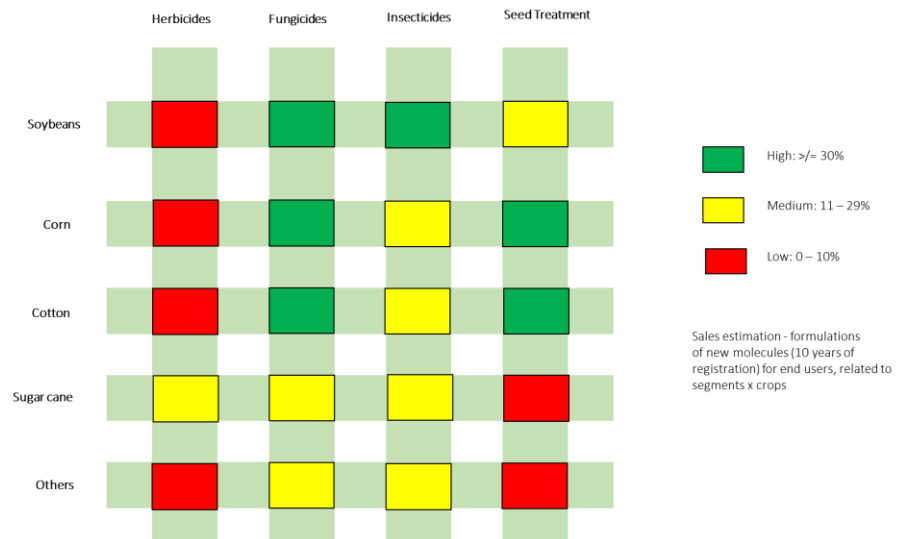 Herbicides
Fungicides
Insecticides
Seed Treatment
Soybeans
Corn
Cotton
Sugar cane
Others
High: >/= 30%
Medium: 11 – 29%
Low: 0 – 10%
Sales estimation - formulations
of new molecules (10 years of
registration) for end users, related to
segments x crops